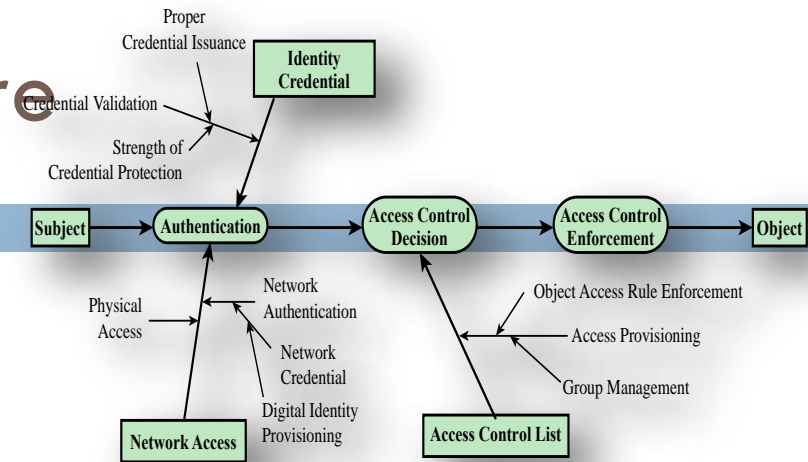 Proper
Credential Issuance
Identity
Credential
re
Credential Validation
Strength of
Credential Protection
Subject
Authentication
Access Control
Decision
Access Control
Enforcement
Object
Physical
Access
Network
Authentication
Network
Credential
Digital Identity
Provisioning
Object Access Rule Enforcement
Access Provisioning
Group Management
Network Access
Access Control List